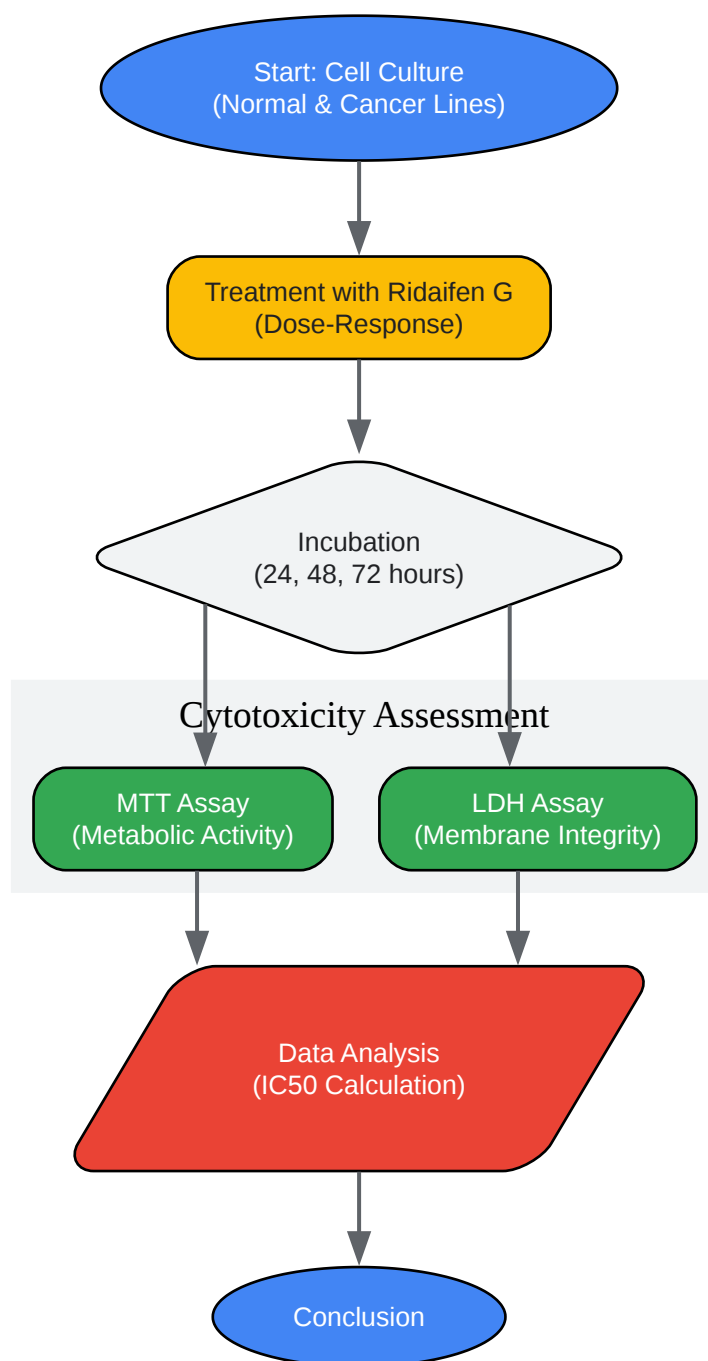 Start: Cell Culture
(Normal & Cancer Lines)
Treatment with Ridaifen G
(Dose-Response)
Incubation
(24, 48, 72 hours)
Cytotoxicity Assessment
MTT Assay
(Metabolic Activity)
LDH Assay
(Membrane Integrity)
Data Analysis
(IC50 Calculation)
Conclusion